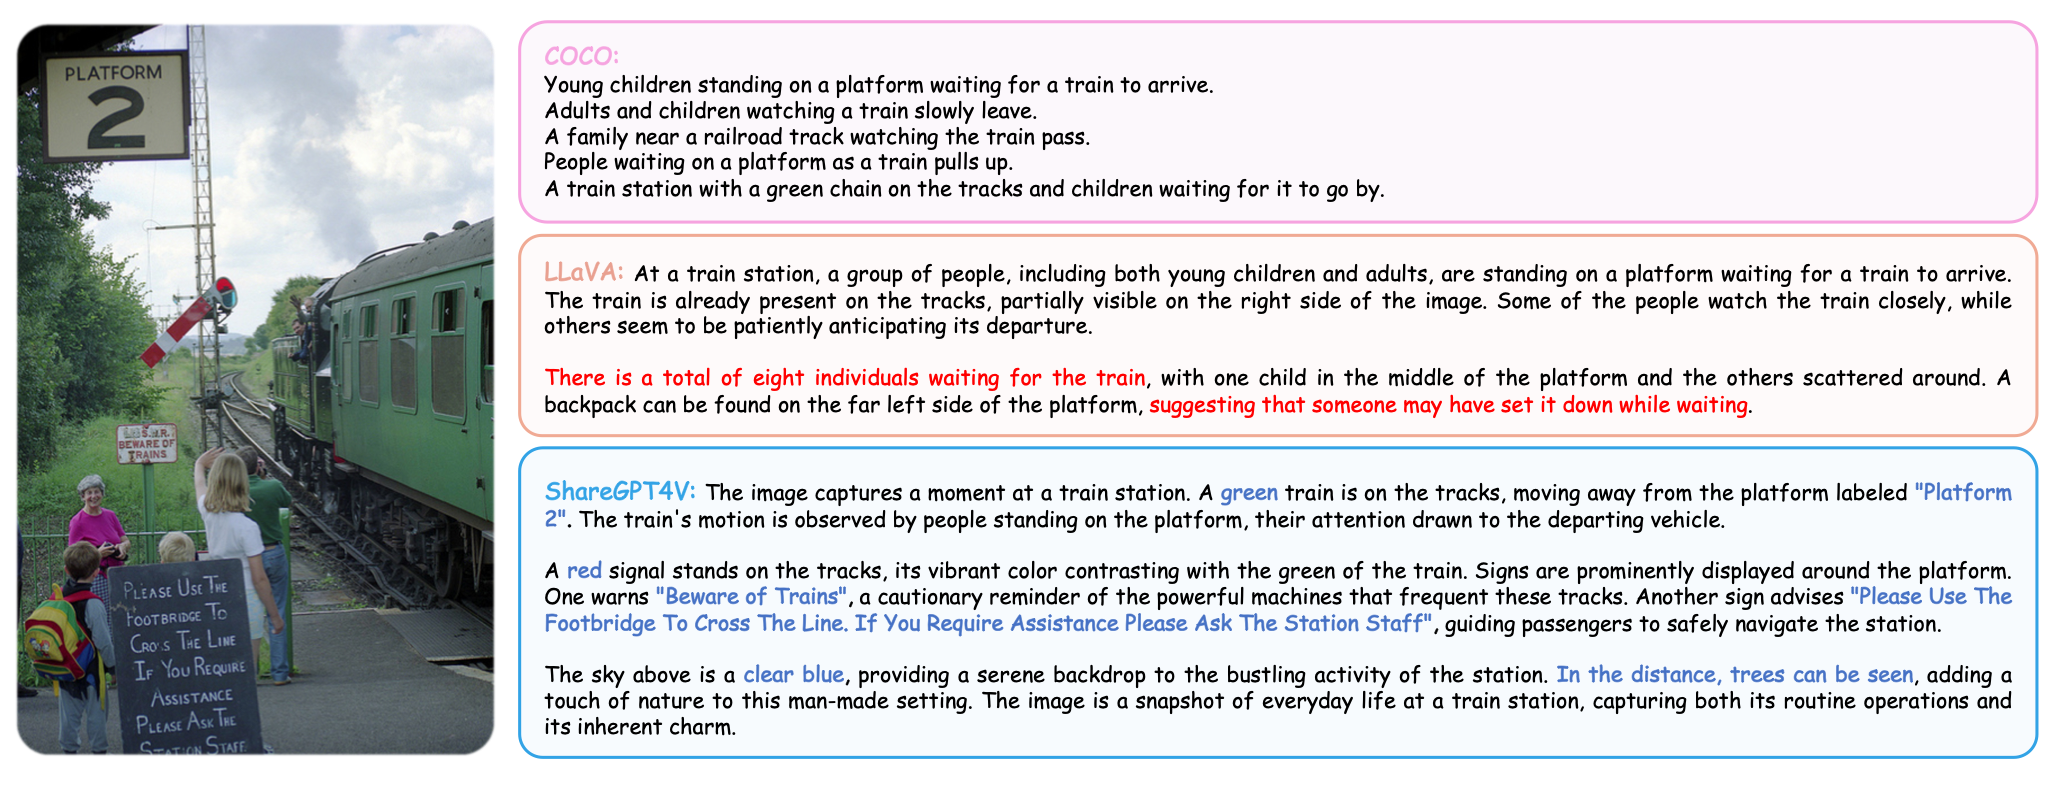 PLATFORM
2
BEWARE OF
TRAINS
PLEASE USE THE
FOOTBRIDGE TO
CROSS THE LINE
IF YOU REQUIRE
ASSISTANCE
PLEASE ASK THE
STATION STAFF
COCO:
Young children standing on a platform waiting for a train to arrive.
Adults and children watching a train slowly leave.
A family near a railroad track watching the train pass.
People waiting on a platform as a train pulls up.
A train station with a green chain on the tracks and children waiting for it to go by.
LLaVA: At a train station, a group of people, including both young children and adults, are standing on a platform waiting for a train to arrive.
The train is already present on the tracks, partially visible on the right side of the image. Some of the people watch the train closely, while
others seem to be patiently anticipating its departure.
There is a total of eight individuals waiting for the train, with one child in the middle of the platform and the others scattered around. A
backpack can be found on the far left side of the platform, suggesting that someone may have set it down while waiting.
ShareGPT4V: The image captures a moment at a train station. A green train is on the tracks, moving away from the platform labeled "Platform
2". The train's motion is observed by people standing on the platform, their attention drawn to the departing vehicle.
A red signal stands on the tracks, its vibrant color contrasting with the green of the train. Signs are prominently displayed around the platform.
One warns "Beware of Trains", a cautionary reminder of the powerful machines that frequent these tracks. Another sign advises "Please Use The
Footbridge To Cross The Line. If You Require Assistance Please Ask The Station Staff", guiding passengers to safely navigate the station.
The sky above is a clear blue, providing a serene backdrop to the bustling activity of the station. In the distance, trees can be seen, adding a
touch of nature to this man-made setting. The image is a snapshot of everyday life at a train station, capturing both its routine operations and
its inherent charm.